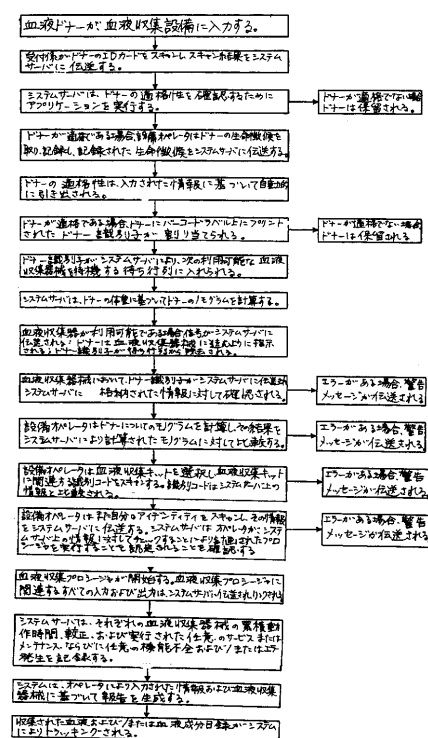 血液ドナーが血液収集設備に入力する。
受付係がドナーのIDカードをスキャンし、スキャン結果をシステム
サーバに伝送する。
システムサーバは、ドナーの適格性を確認するために
アプリケーションを実行する。
ドナーが適格でない場合
ドナーは保留される。
ドナーが適格である場合、設備オペレータはドナーの生命徴候を
取り、記録し、記録された生命徴候をシステムサーバに伝送する。
ドナーの適格性は、入力された情報に基づいて自動的
に引き出される。
ドナーが適格である場合、ドナーにバーコードラベル上にプリント
されたドナー識別子が割り当てられる。
ドナーが適格でない場合
ドナーは保留される
ドナー識別子がシステムサーバにより、次の利用可能な血液
収集器械を待機する待ち行列に入れられる。
システムサーバは、ドナーの体重に基づいてドナーのノモグラムを計算する。
血液収集器が利用可能である場合信号がシステムサーバに
伝送される;ドナーは血液収集器械に進むように指示
される;ドナー識別子が待ち行列から除去される。
血液収集器械において、ドナー識別子がシステムサーバに伝送され
システムサーバに格納された情報に対して確認される。
エラーがある場合、警告
メッセージが伝送される
設備オペレータはドナーについてのモグラムを計算し、その結果
をシステムサーバにより計算されたモグラムに対して比較する。
エラーがある場合、警告
メッセージが伝送される
設備オペレータは血液収集キットを選択し血液収集キット
に関連する識別コードをスキャンする。識別コードはシステムサーバ上の
情報と比較される。
エラーがある場合、警告
メッセージが伝送される
設備オペレータはまた自分のアイデンティティをスキャンし、その情報
をシステムサーバに伝送する。システムサーバはオペレータが、システム
サーバ上の情報に対してチェックすることにより
プロシージャを実行することを認定されることを確認する
エラーがある場合、警告
メッセージが伝送される
血液収集プロシージャが開始する。血液収集プロシージャに
関連するすべての入力および出力は、システムサーバに伝送されリンクされる
システムサーバは、それぞれの血液収集器械の累積動
作時間、較正、および実行された任意のサービスまたは
メンテナンスならびに任意の機能不全および/またはエラー
発生を記録する。
システムは、オペレータにより入力された情報および血液収集
器械に基づいて報告を生成する。
収集された血液および/または血液成分目録がシステム
によりトラッキングされる。